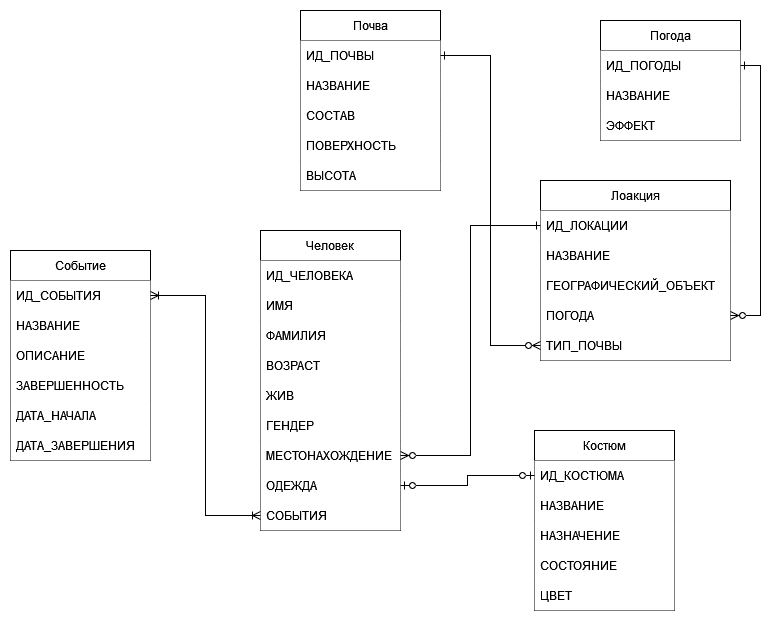 Почва
ИД_ПОЧВЫ
НАЗВАНИЕ
СОСТАВ
ПОВЕРХНОСТЬ
ВЫСОТА
Погода
ИД_ПОГОДЫ
НАЗВАНИЕ
ЭФФЕКТ
Лоакция
ИД_ЛОКАЦИИ
НАЗВАНИЕ
ГЕОГРАФИЧЕСКИЙ_ОБЪЕКТ
ПОГОДА
ТИП_ПОЧВЫ
Событие
ИД_СОБЫТИЯ
НАЗВАНИЕ
ОПИСАНИЕ
ЗАВЕРШЕННОСТЬ
ДАТА_НАЧАЛА
ДАТА_ЗАВЕРШЕНИЯ
Человек
ИД_ЧЕЛОВЕКА
ИМЯ
ФАМИЛИЯ
ВОЗРАСТ
ЖИВ
ГЕНДЕР
МЕСТОНАХОЖДЕНИЕ
ОДЕЖДА
СОБЫТИЯ
Костюм
ИД_КОСТЮМА
НАЗВАНИЕ
НАЗНАЧЕНИЕ
СОСТОЯНИЕ
ЦВЕТ